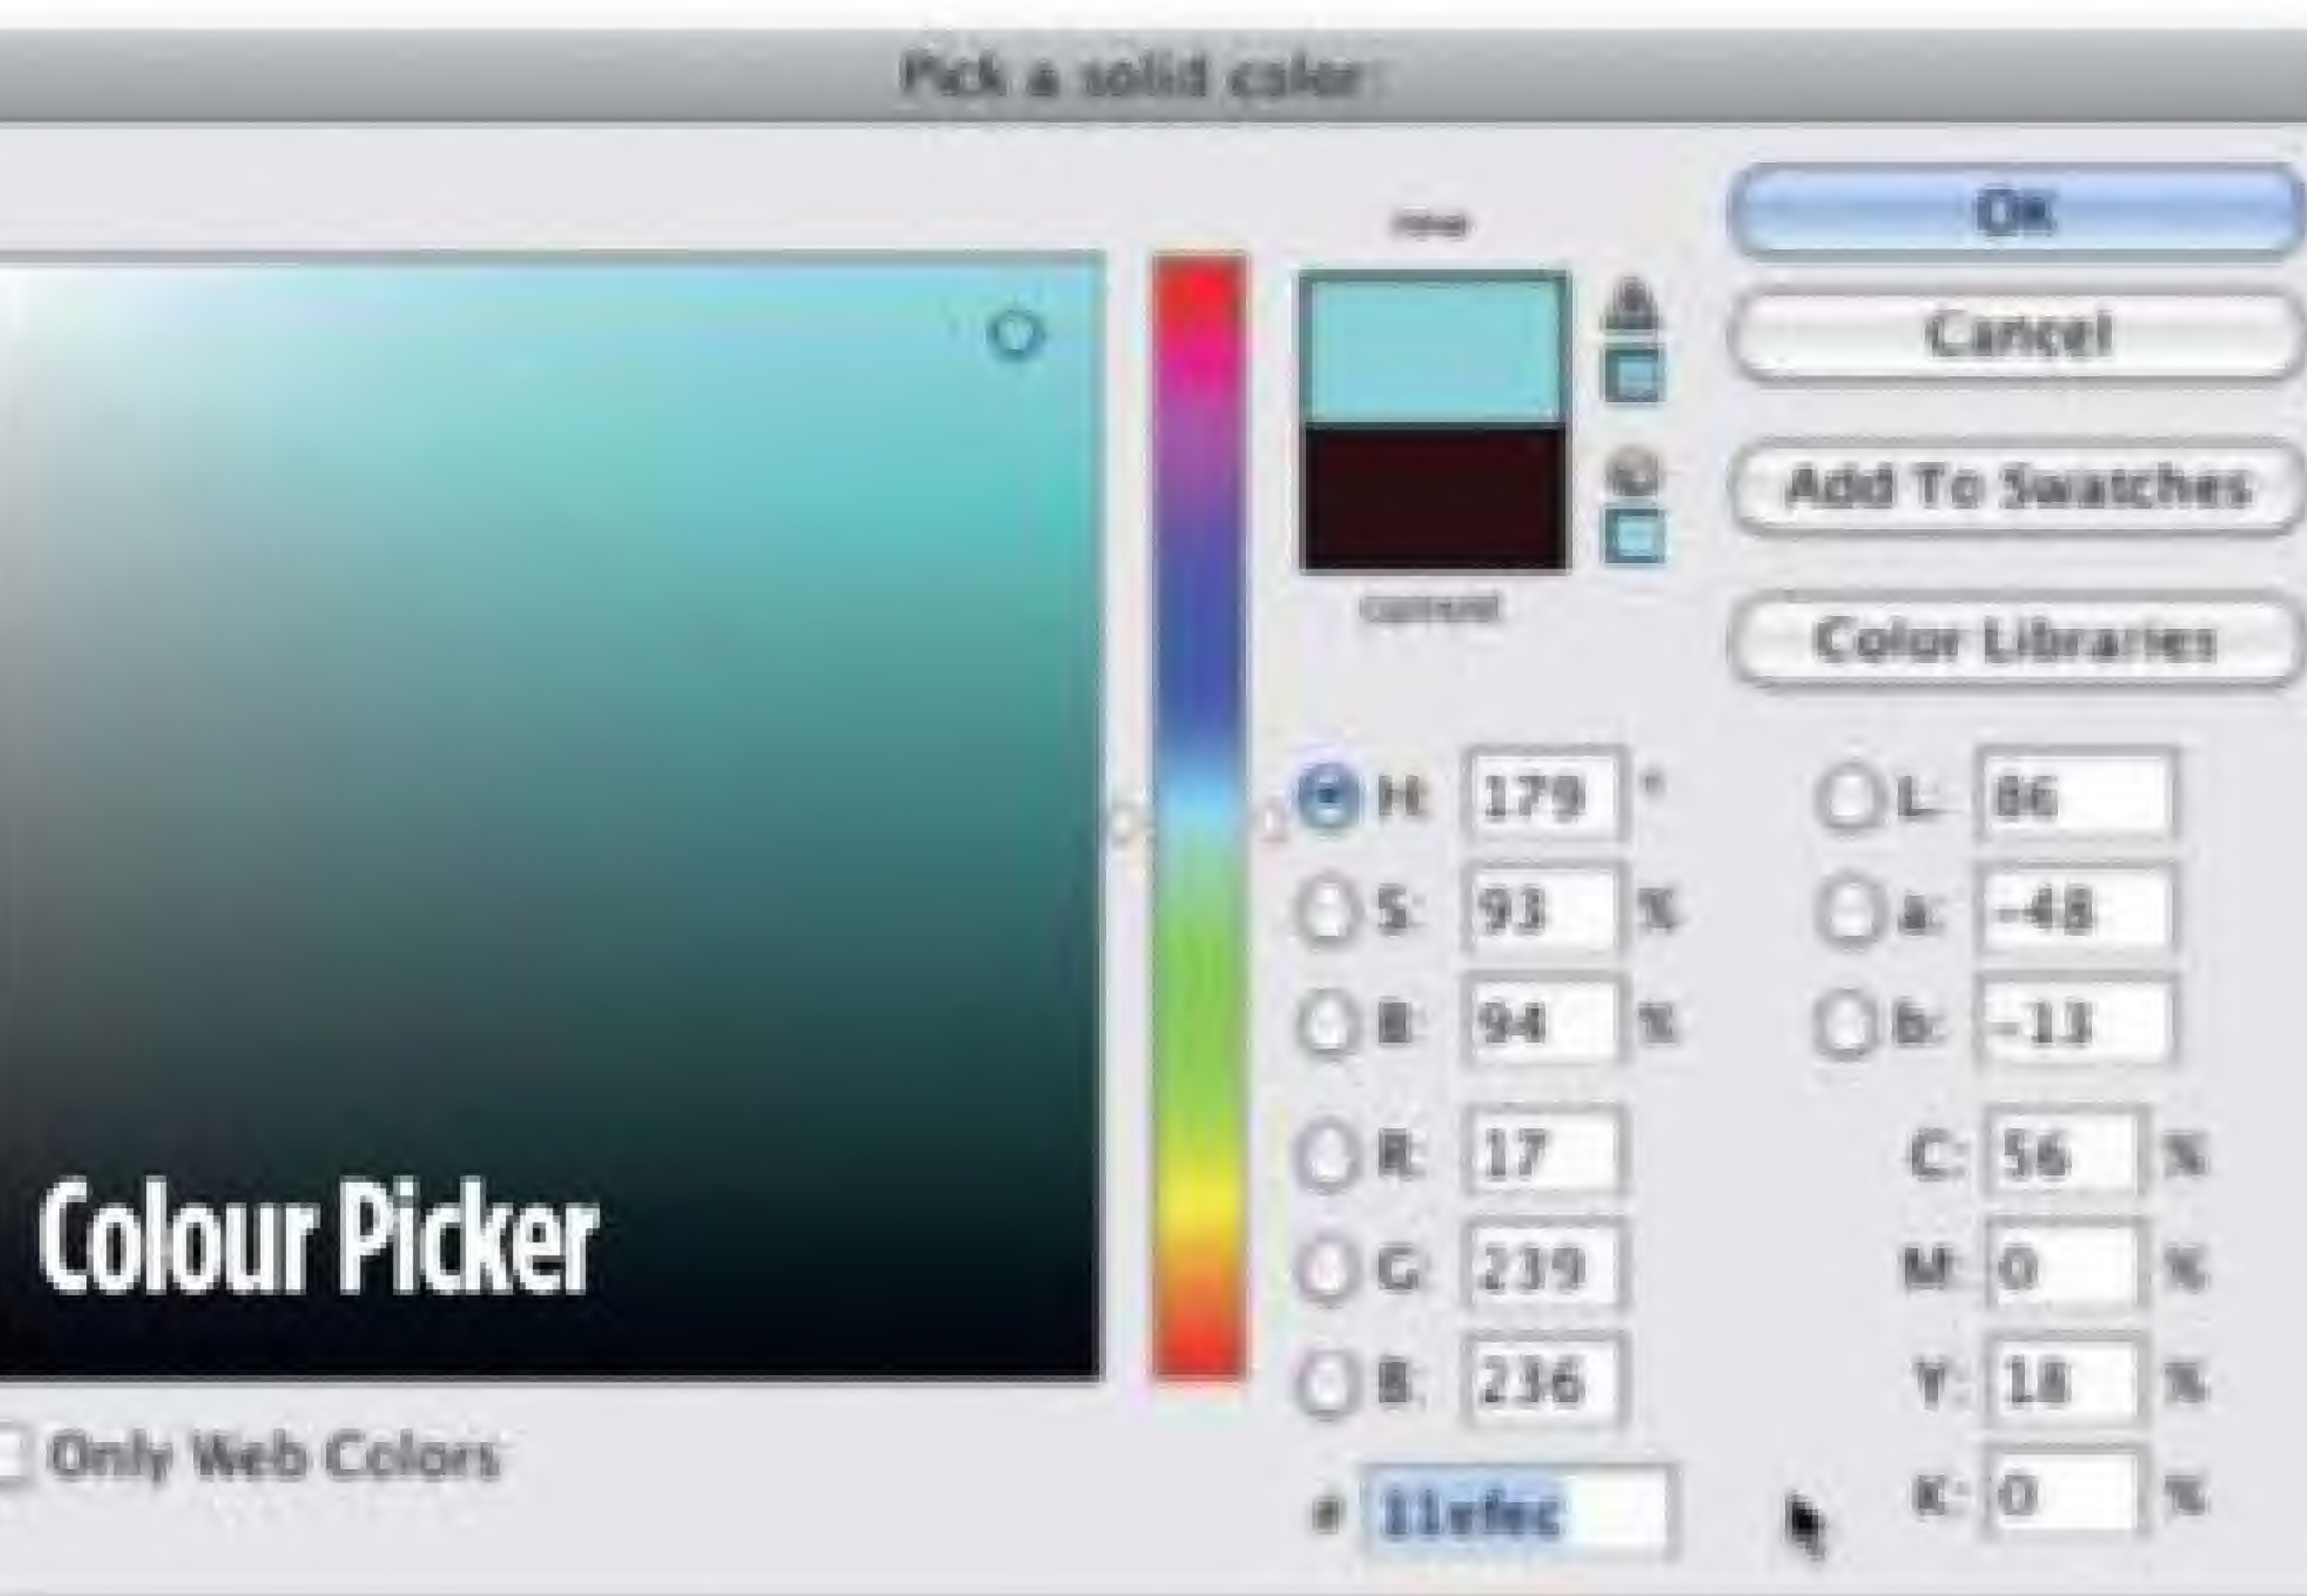 Pick a solid color:
new
OK
Cancel
Add To Swatches
current
Color Libraries
H: 179 ° L: 86
S: 93 % a: -48
B: 94 % b: -13
R: 17 C: 56 %
G: 239 M: 0 %
B: 236 Y: 18 %
Colour Picker
Only Web Colors
K: 0 %
# 11efec